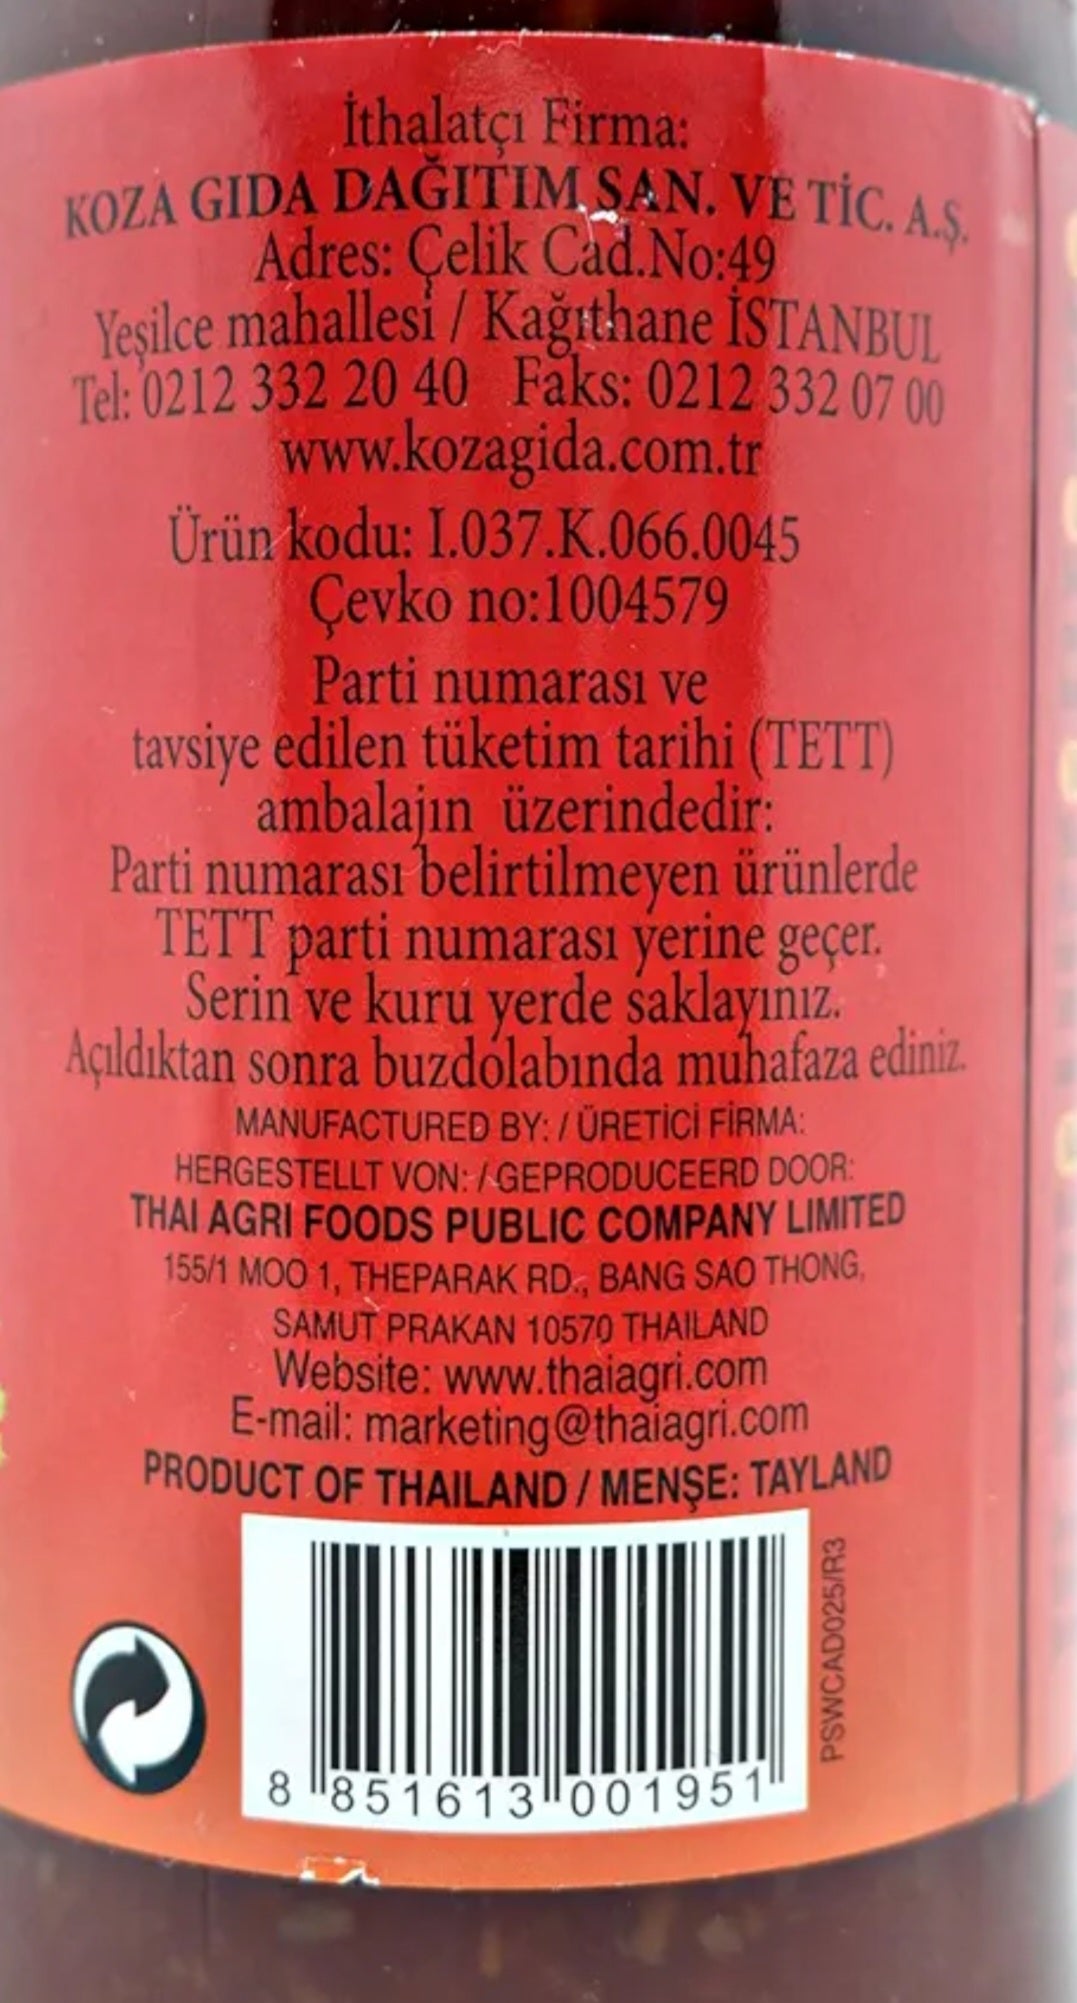 İthalatçı Firma:
KOZA GIDA DAĞITIM SAN. VE TİC. A.Ş.
Adres: Çelik Cad.No:49
Yeşilce mahallesi / Kağıthane İSTANBUL
Tel: 0212 332 20 40 Faks: 0212 332 07 00
www.kozagida.com.tr
Ürün kodu: I.037.K.066.0045
Çevko no:1004579
Parti numarası ve
tavsiye edilen tüketim tarihi (TETT)
ambalajın üzerindedir:
Parti numarası belirtilmeyen ürünlerde
TETT parti numarası yerine geçer.
Serin ve kuru yerde saklayınız.
Açıldıktan sonra buzdolabında muhafaza ediniz.
MANUFACTURED BY: / ÜRETİCİ FİRMA:
HERGESTELLT VON: / GEPRODUCEERD DOOR:
THAI AGRI FOODS PUBLIC COMPANY LIMITED
155/1 MOO 1, THEPARAK RD., BANG SAO THONG,
SAMUT PRAKAN 10570 THAILAND
Website: www.thaiagri.com
E-mail: marketing@thaiagri.com
PRODUCT OF THAILAND / MENŞE: TAYLAND
8 851613 001951
PSWCAD025/R3